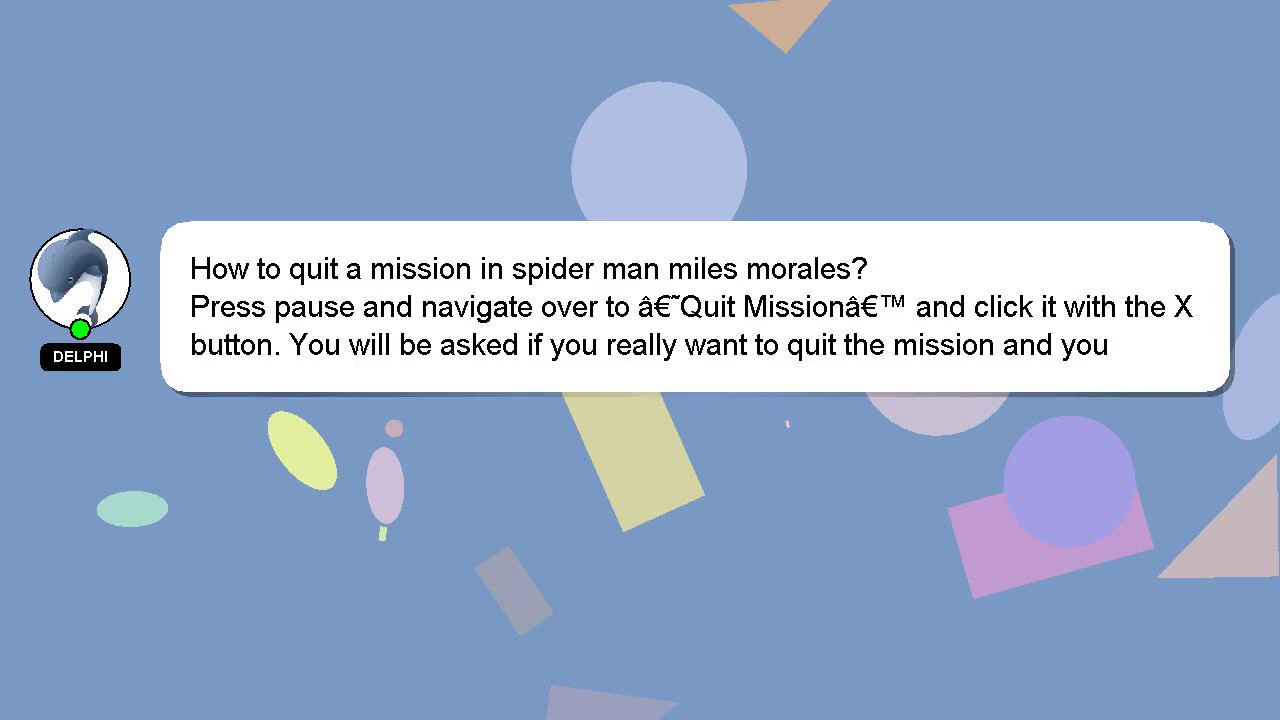 How to quit a mission in spider man miles morales?
Press pause and navigate over to â€˜Quit Missionâ€™ and click it with the X
button. You will be asked if you really want to quit the mission and you
DELPHI